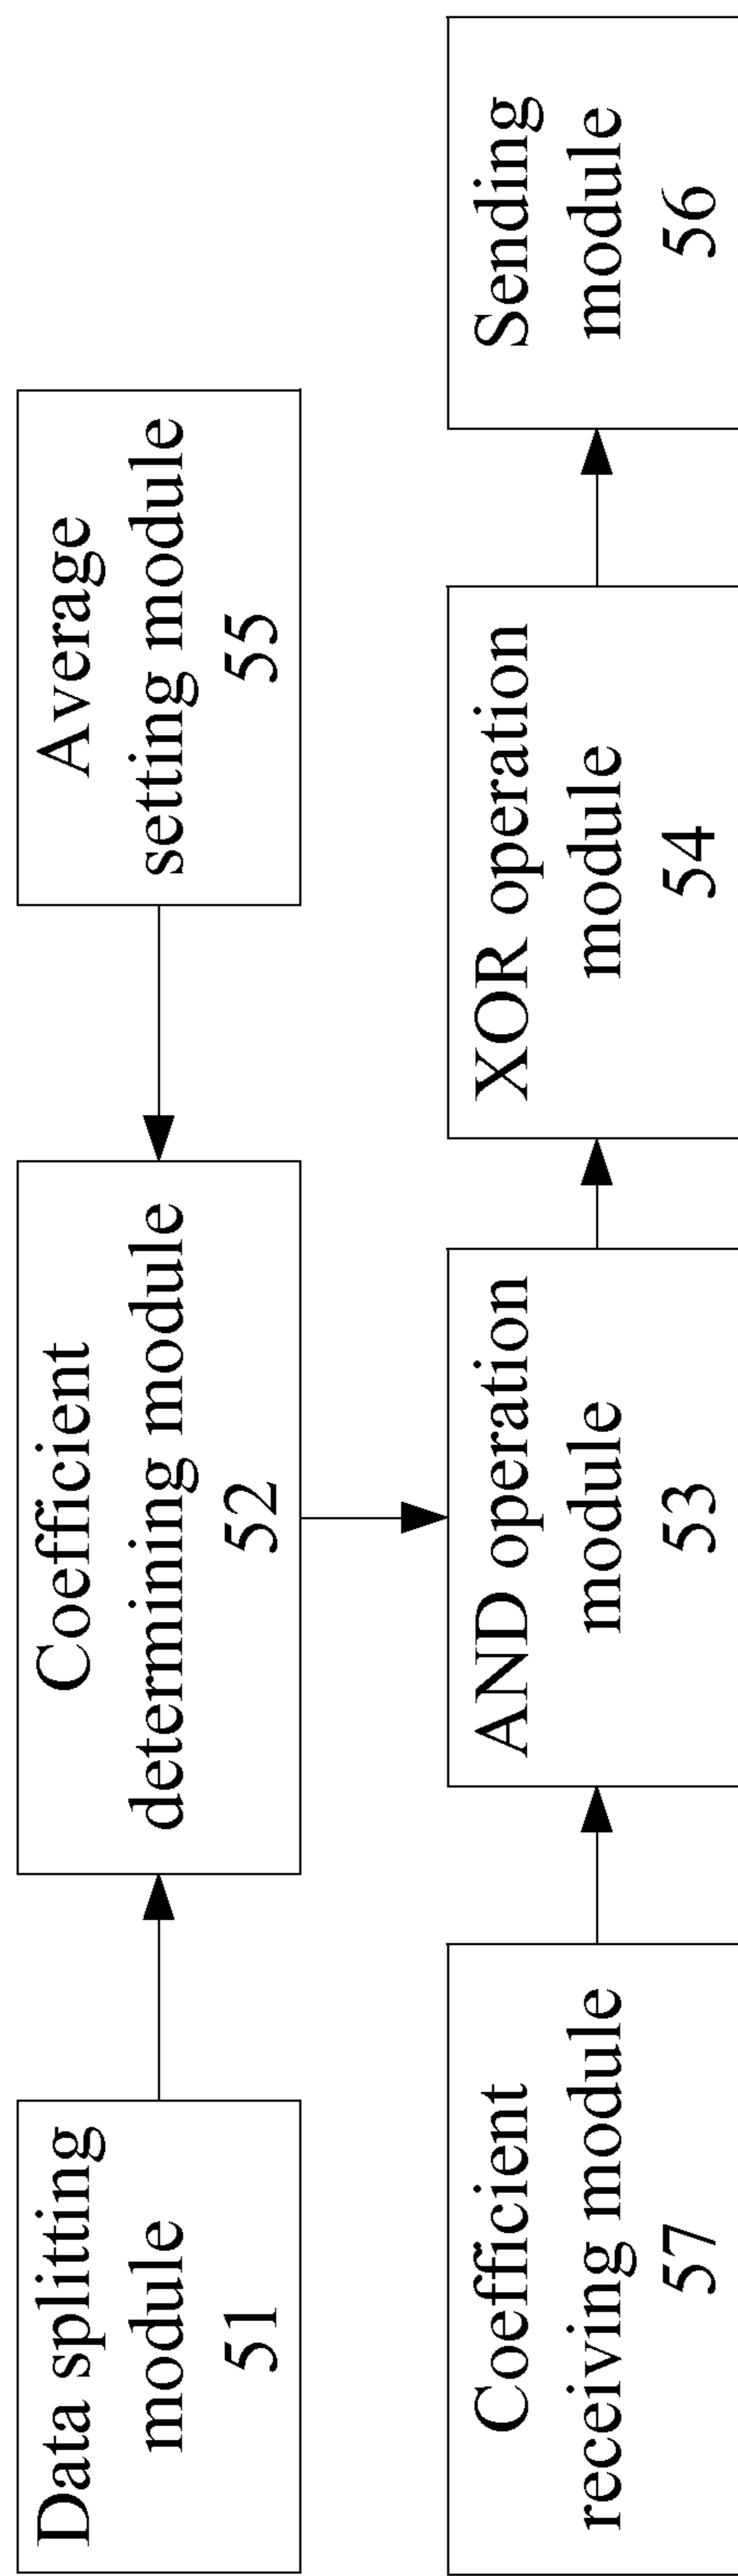 Data splitting
module
51
Coefficient
determining module
52
Average
setting module
55
Coefficient
receiving module
57
AND operation
module
53
XOR operation
module
54
Sending
module
56